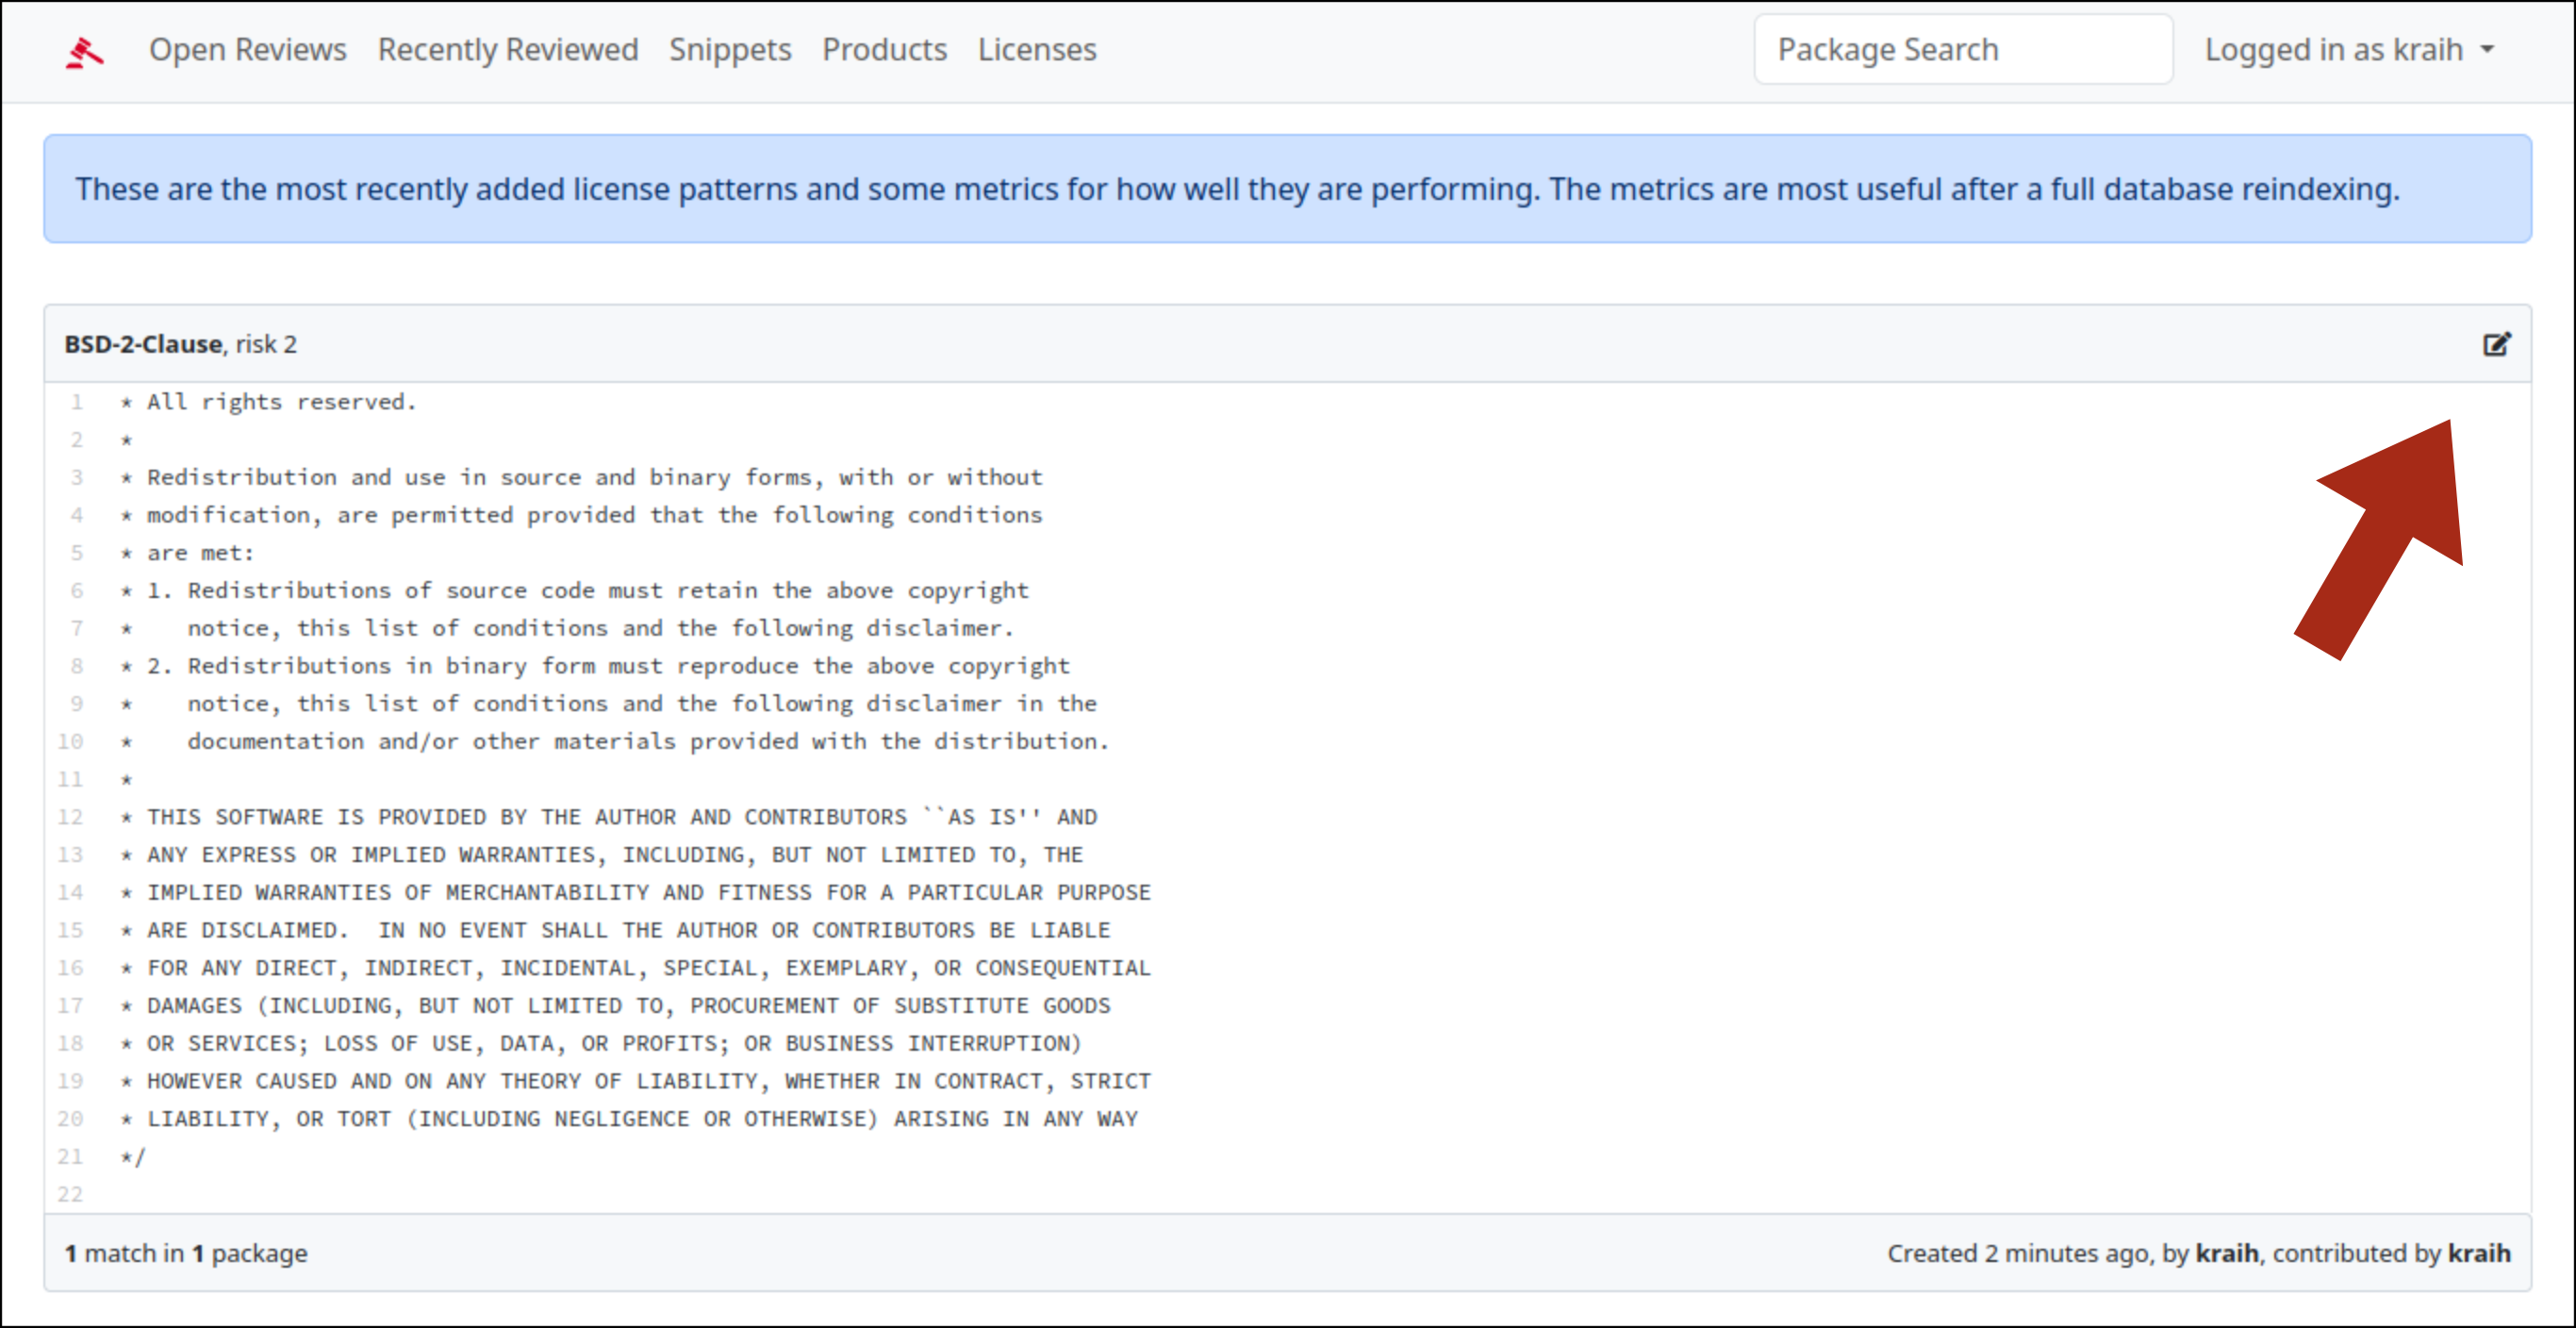 Open Reviews Recently Reviewed Snippets Products Licenses Package Search Logged in as kraih
These are the most recently added license patterns and some metrics for how well they are performing. The metrics are most useful after a full database reindexing.
BSD-2-Clause, risk 2
1 * All rights reserved.
2 *
3 * Redistribution and use in source and binary forms, with or without
4 * modification, are permitted provided that the following conditions
5 * are met:
6 * 1. Redistributions of source code must retain the above copyright
7 *    notice, this list of conditions and the following disclaimer.
8 * 2. Redistributions in binary form must reproduce the above copyright
9 *    notice, this list of conditions and the following disclaimer in the
10 *    documentation and/or other materials provided with the distribution.
11 *
12 * THIS SOFTWARE IS PROVIDED BY THE AUTHOR AND CONTRIBUTORS ``AS IS'' AND
13 * ANY EXPRESS OR IMPLIED WARRANTIES, INCLUDING, BUT NOT LIMITED TO, THE
14 * IMPLIED WARRANTIES OF MERCHANTABILITY AND FITNESS FOR A PARTICULAR PURPOSE
15 * ARE DISCLAIMED.  IN NO EVENT SHALL THE AUTHOR OR CONTRIBUTORS BE LIABLE
16 * FOR ANY DIRECT, INDIRECT, INCIDENTAL, SPECIAL, EXEMPLARY, OR CONSEQUENTIAL
17 * DAMAGES (INCLUDING, BUT NOT LIMITED TO, PROCUREMENT OF SUBSTITUTE GOODS
18 * OR SERVICES; LOSS OF USE, DATA, OR PROFITS; OR BUSINESS INTERRUPTION)
19 * HOWEVER CAUSED AND ON ANY THEORY OF LIABILITY, WHETHER IN CONTRACT, STRICT
20 * LIABILITY, OR TORT (INCLUDING NEGLIGENCE OR OTHERWISE) ARISING IN ANY WAY
21 */
22
1 match in 1 package Created 2 minutes ago, by kraih, contributed by kraih